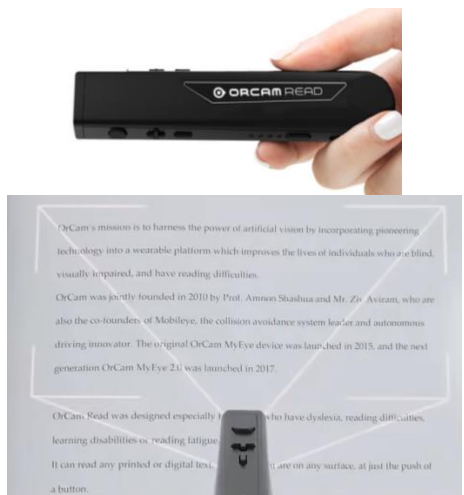 ORCAM READ
OrCam's mission is to harness the power of artificial vision by incorporating pioneering
technology into a wearable platform which improves the lives of individuals who are blind,
visually impaired, and have reading difficulties.
OrCam was jointly founded in 2010 by Prof. Amnon Shashua and Mr. Ziv Aviram, who are
also the co-founders of Mobileye, the collision avoidance system leader and autonomous
driving innovator. The original OrCam MyEye device was launched in 2015, and the next
generation OrCam MyEye 2.0 was launched in 2017.
OrCam Read was designed especially who have dyslexia, reading difficulties,
learning disabilities or reading fatigue.
It can read any printed or digital text, are on any surface, at just the push of
a button.